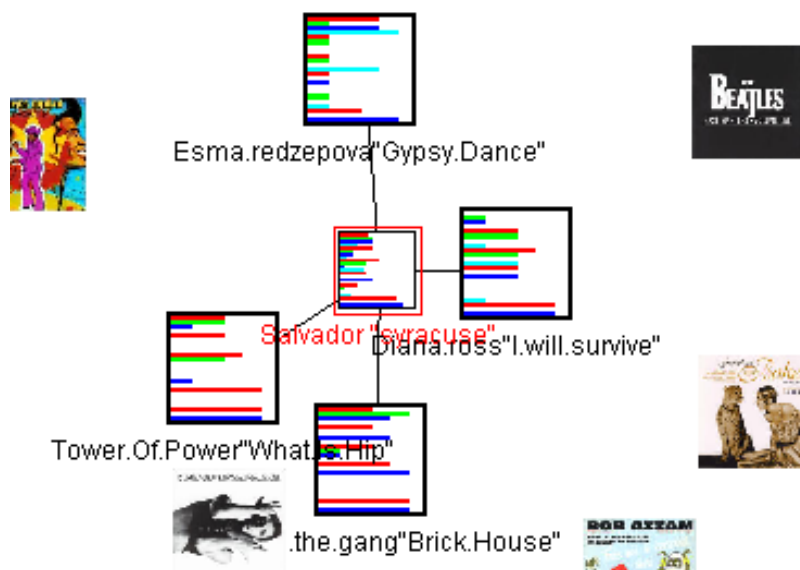 Esma.redzepova"Gypsy.Dance"
BEATLES
Salvador "syracuse"
Diana.ross"I.will.survive"
Tower.Of.Power"What.Is.Hip"
.the.gang"Brick.House"
BOB AZZAM